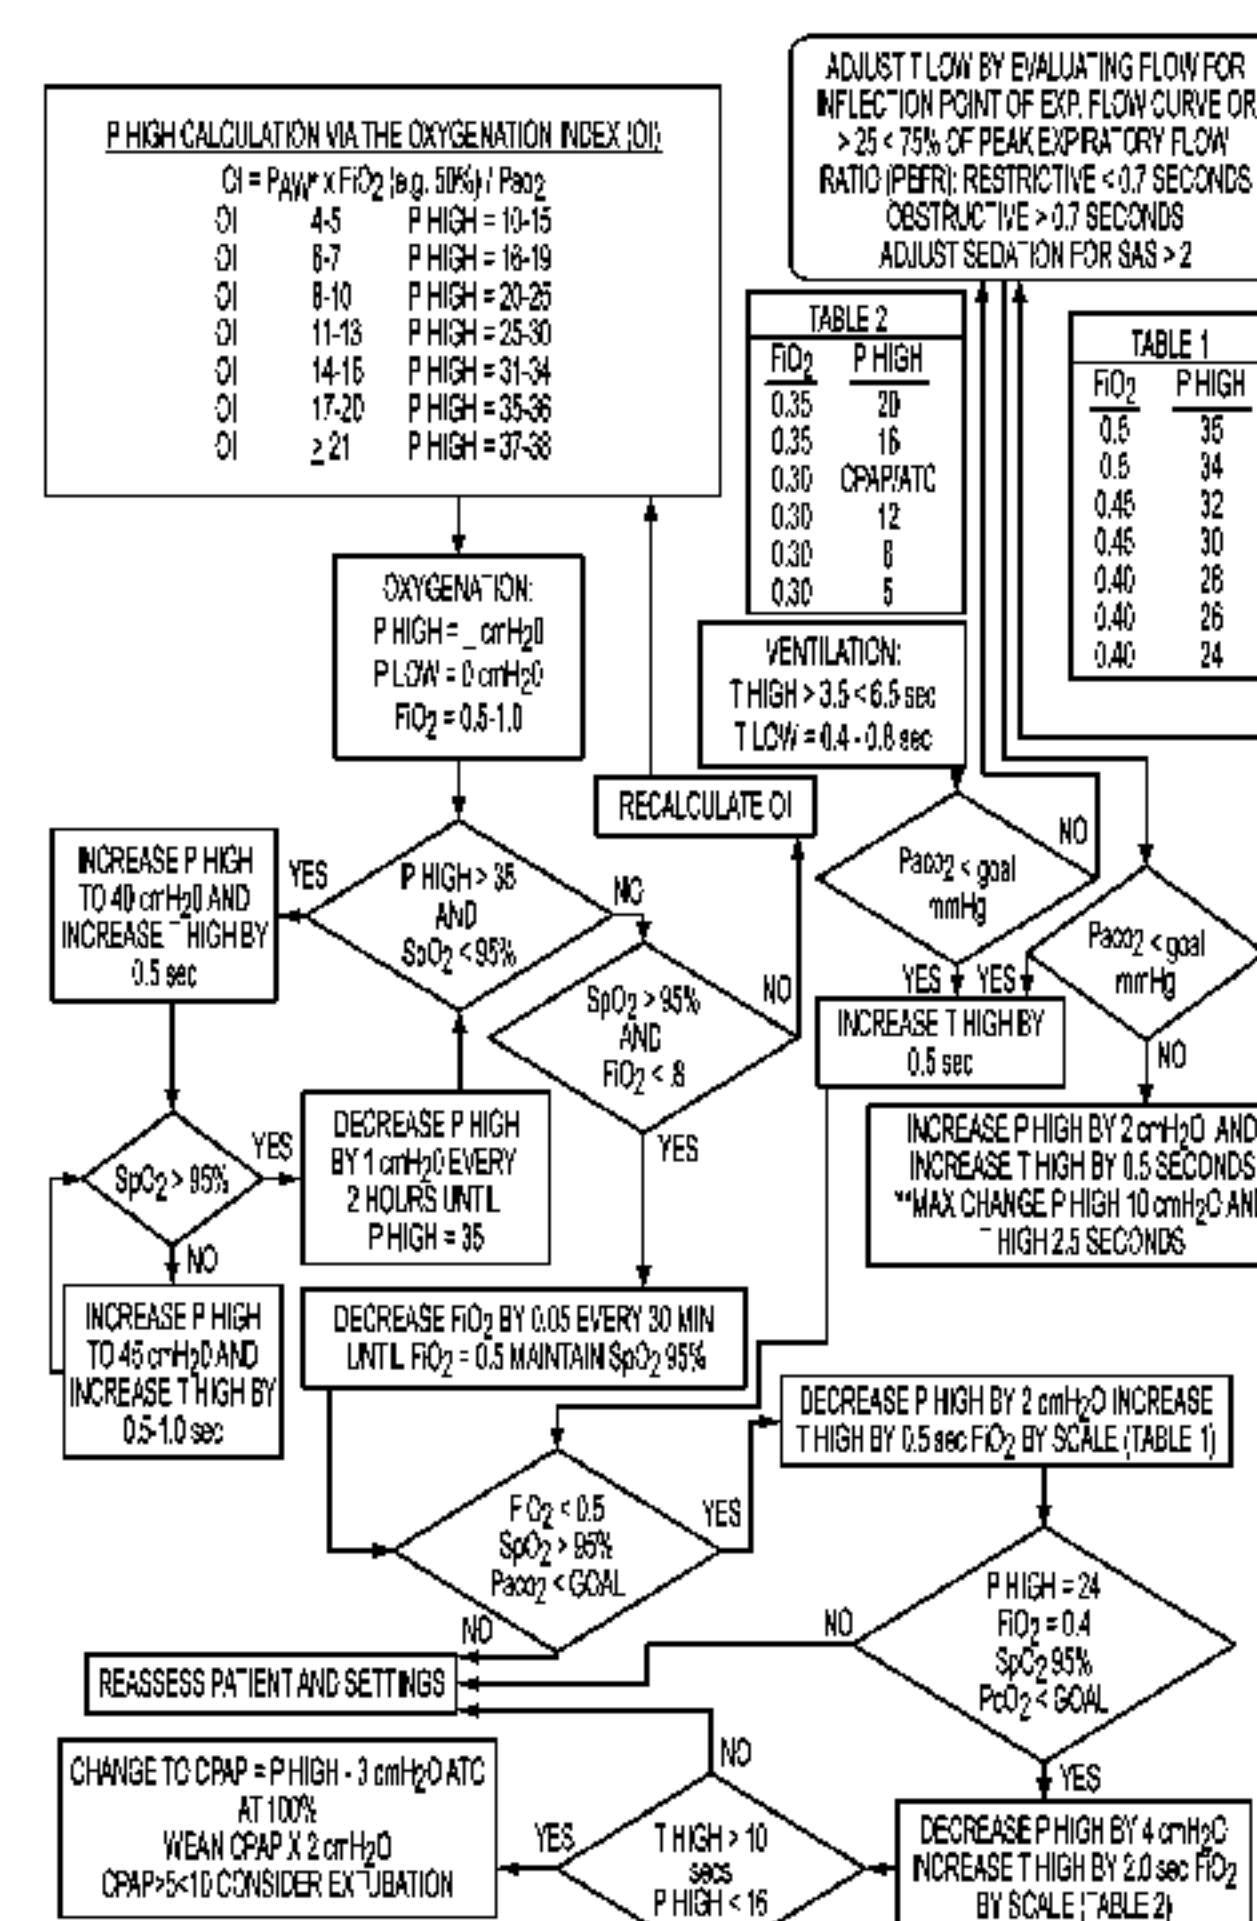 P HIGH CALCULATION VIA THE OXYGENATION INDEX (OI)
OI = PAW* x FiO2 (e.g. 50%) / Pao2
OI 4-5 P HIGH = 10-15
OI 6-7 P HIGH = 16-19
OI 8-10 P HIGH = 20-25
OI 11-13 P HIGH = 25-30
OI 14-16 P HIGH = 31-34
OI 17-20 P HIGH = 35-36
OI ≥ 21 P HIGH = 37-38
ADJUST T LOW BY EVALUATING FLOW FOR
INFLECTION POINT OF EXP. FLOW CURVE OR
> 25 < 75% OF PEAK EXPIRATORY FLOW
RATIO (PEFR): RESTRICTIVE < 0.7 SECONDS
OBSTRUCTIVE > 0.7 SECONDS
ADJUST SEDATION FOR SAS > 2
TABLE 2
FiO2 P HIGH
0.35 20
0.35 16
0.30 CPAP/ATC
0.30 12
0.30 8
0.30 5
TABLE 1
FiO2 P HIGH
0.5 35
0.5 34
0.45 32
0.45 30
0.40 28
0.40 26
0.40 24
OXYGENATION:
P HIGH = _ cmH2O
P LOW = 0 cmH2O
FiO2 = 0.5-1.0
VENTILATION:
T HIGH > 3.5 < 6.5 sec
T LOW = 0.4 - 0.8 sec
RECALCULATE OI
INCREASE P HIGH
TO 40 cmH2O AND
INCREASE T HIGH BY
0.5 sec
YES
P HIGH > 35
AND
SpO2 < 95%
NO
SpO2 > 95%
AND
FiO2 < .8
NO
YES
Paco2 < goal
mmHg
NO
YES
Paco2 < goal
mmHg
YES
NO
INCREASE T HIGH BY
0.5 sec
INCREASE P HIGH BY 2 cmH2O AND
INCREASE T HIGH BY 0.5 SECONDS
**MAX CHANGE P HIGH 10 cmH2O AND
T HIGH 2.5 SECONDS
SpO2 > 95%
YES
NO
DECREASE P HIGH
BY 1 cmH2O EVERY
2 HOURS UNTIL
P HIGH = 35
INCREASE P HIGH
TO 45 cmH2O AND
INCREASE T HIGH BY
0.5-1.0 sec
DECREASE FiO2 BY 0.05 EVERY 30 MIN
UNTIL FiO2 = 0.5 MAINTAIN SpO2 95%
DECREASE P HIGH BY 2 cmH2O INCREASE
T HIGH BY 0.5 sec FiO2 BY SCALE (TABLE 1)
FiO2 < 0.5
SpO2 > 95%
Paco2 < GOAL
YES
NO
P HIGH = 24
FiO2 = 0.4
SpO2 95%
PcO2 < GOAL
NO
YES
REASSESS PATIENT AND SETTINGS
CHANGE TO CPAP = P HIGH - 3 cmH2O ATC
AT 100%
WEAN CPAP X 2 cmH2O
CPAP>5<10 CONSIDER EXTUBATION
YES
NO
T HIGH > 10
secs
P HIGH < 16
DECREASE P HIGH BY 4 cmH2O
INCREASE T HIGH BY 2.0 sec FiO2
BY SCALE (TABLE 2)